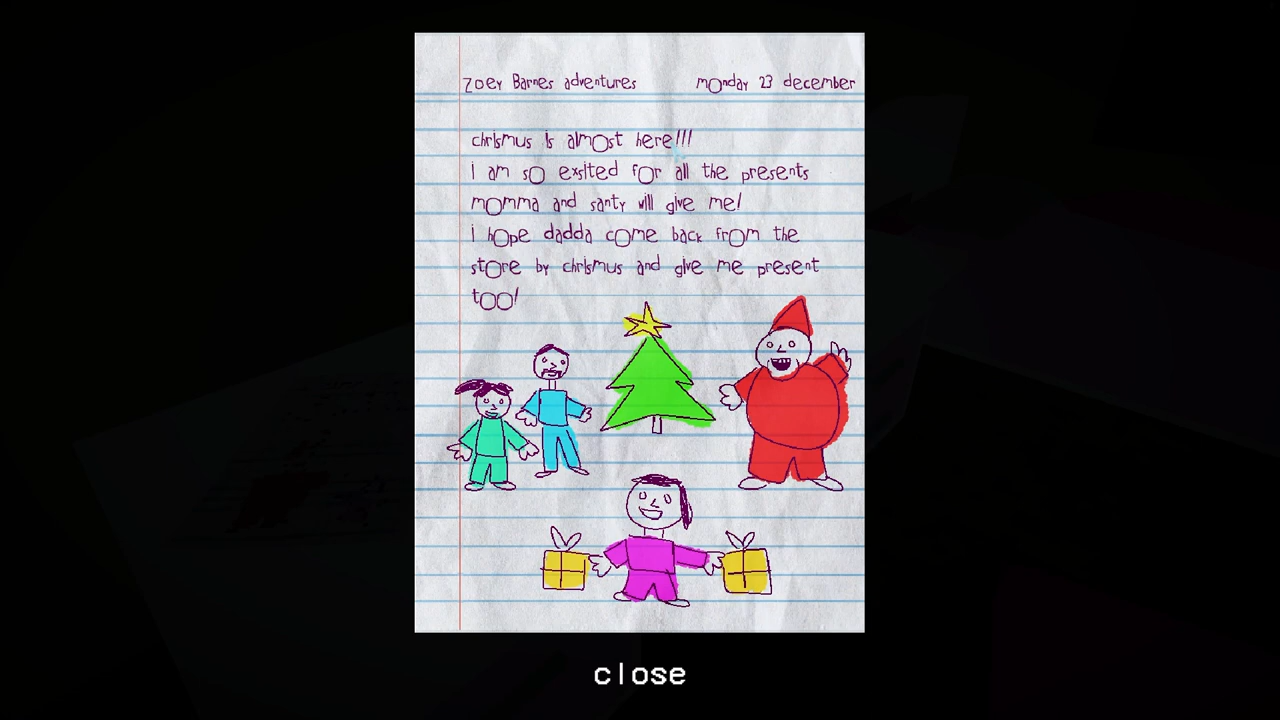 zoey Barnes adventures monday 23 december
chrismus is almost here!!!
i am so exsited for all the presents
momma and santy will give me!
i hope dadda come back from the
store by chrismus and give me present
too!
close